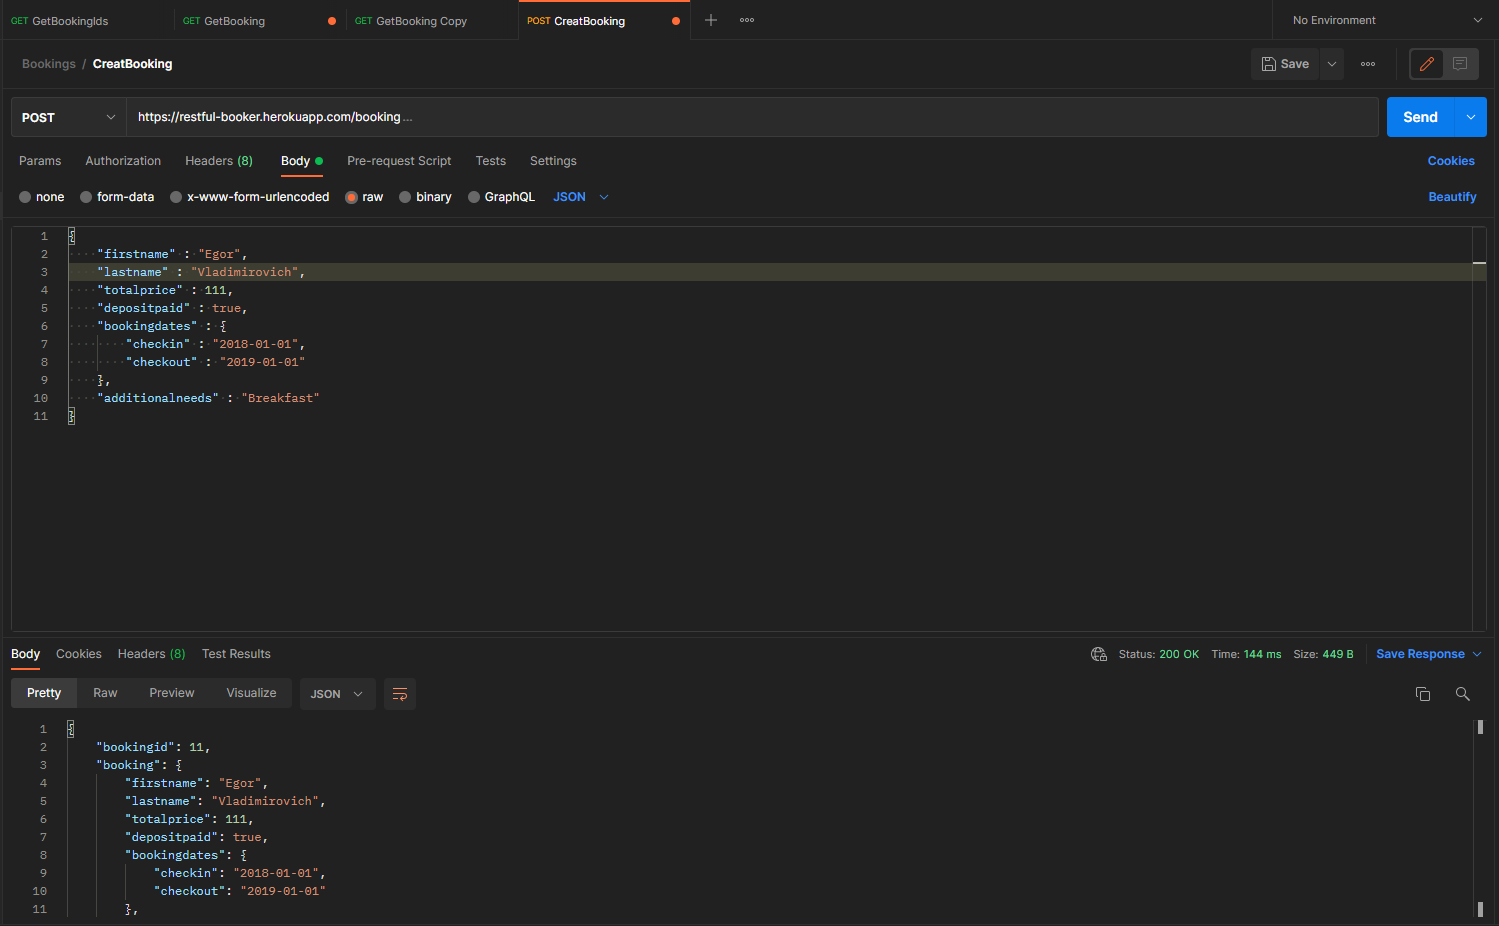 GET GetBookingIds GET GetBooking GET GetBooking Copy POST CreatBooking No Environment
Bookings / CreatBooking Save
POST https://restful-booker.herokuapp.com/booking ... Send
Params Authorization Headers (8) Body Pre-request Script Tests Settings Cookies
none form-data x-www-form-urlencoded raw binary GraphQL JSON Beautify
1 {
2 "firstname" : "Egor",
3 "lastname" : "Vladimirovich",
4 "totalprice" : 111,
5 "depositpaid" : true,
6 "bookingdates" : {
7 "checkin" : "2018-01-01",
8 "checkout" : "2019-01-01"
9 },
10 "additionalneeds" : "Breakfast"
11 }
Body Cookies Headers (8) Test Results Status: 200 OK Time: 144 ms Size: 449 B Save Response
Pretty Raw Preview Visualize JSON
1 {
2 "bookingid": 11,
3 "booking": {
4 "firstname": "Egor",
5 "lastname": "Vladimirovich",
6 "totalprice": 111,
7 "depositpaid": true,
8 "bookingdates": {
9 "checkin": "2018-01-01",
10 "checkout": "2019-01-01"
11 },